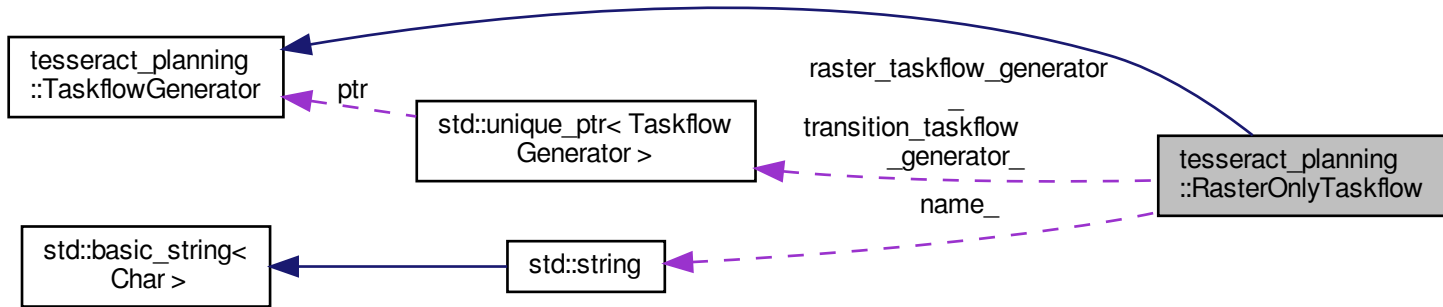 tesseract_planning
::TaskflowGenerator
ptr
std::unique_ptr< Taskflow
Generator >
raster_taskflow_generator
_
transition_taskflow
_generator_
name_
tesseract_planning
::RasterOnlyTaskflow
std::basic_string<
Char >
std::string